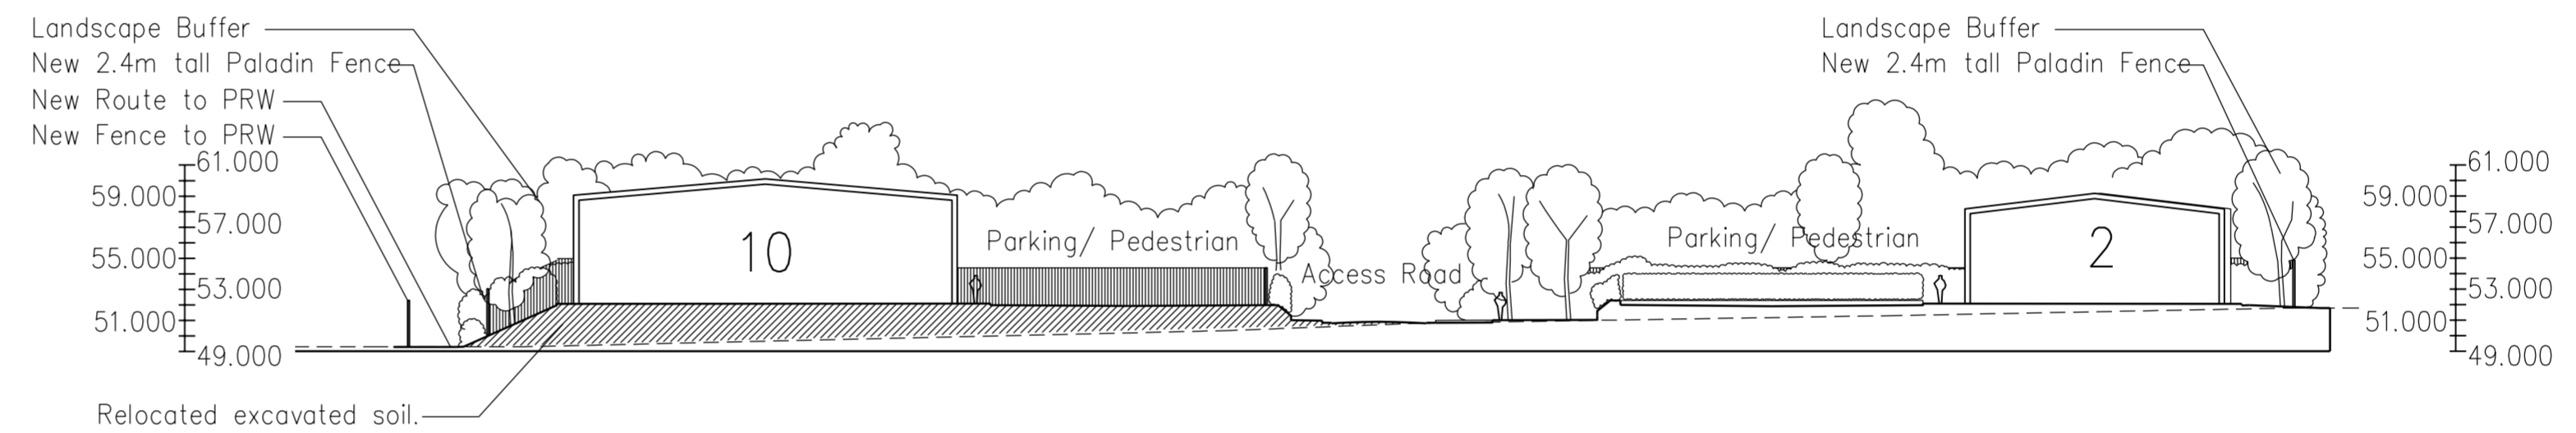 Landscape Buffer
New 2.4m tall Paladin Fence
New Route to PRW
New Fence to PRW
61.000
59.000
57.000
55.000
53.000
51.000
49.000
Relocated excavated soil.
10
Parking/ Pedestrian
Access Road
Parking/ Pedestrian
2
Landscape Buffer
New 2.4m tall Paladin Fence
61.000
59.000
57.000
55.000
53.000
51.000
49.000